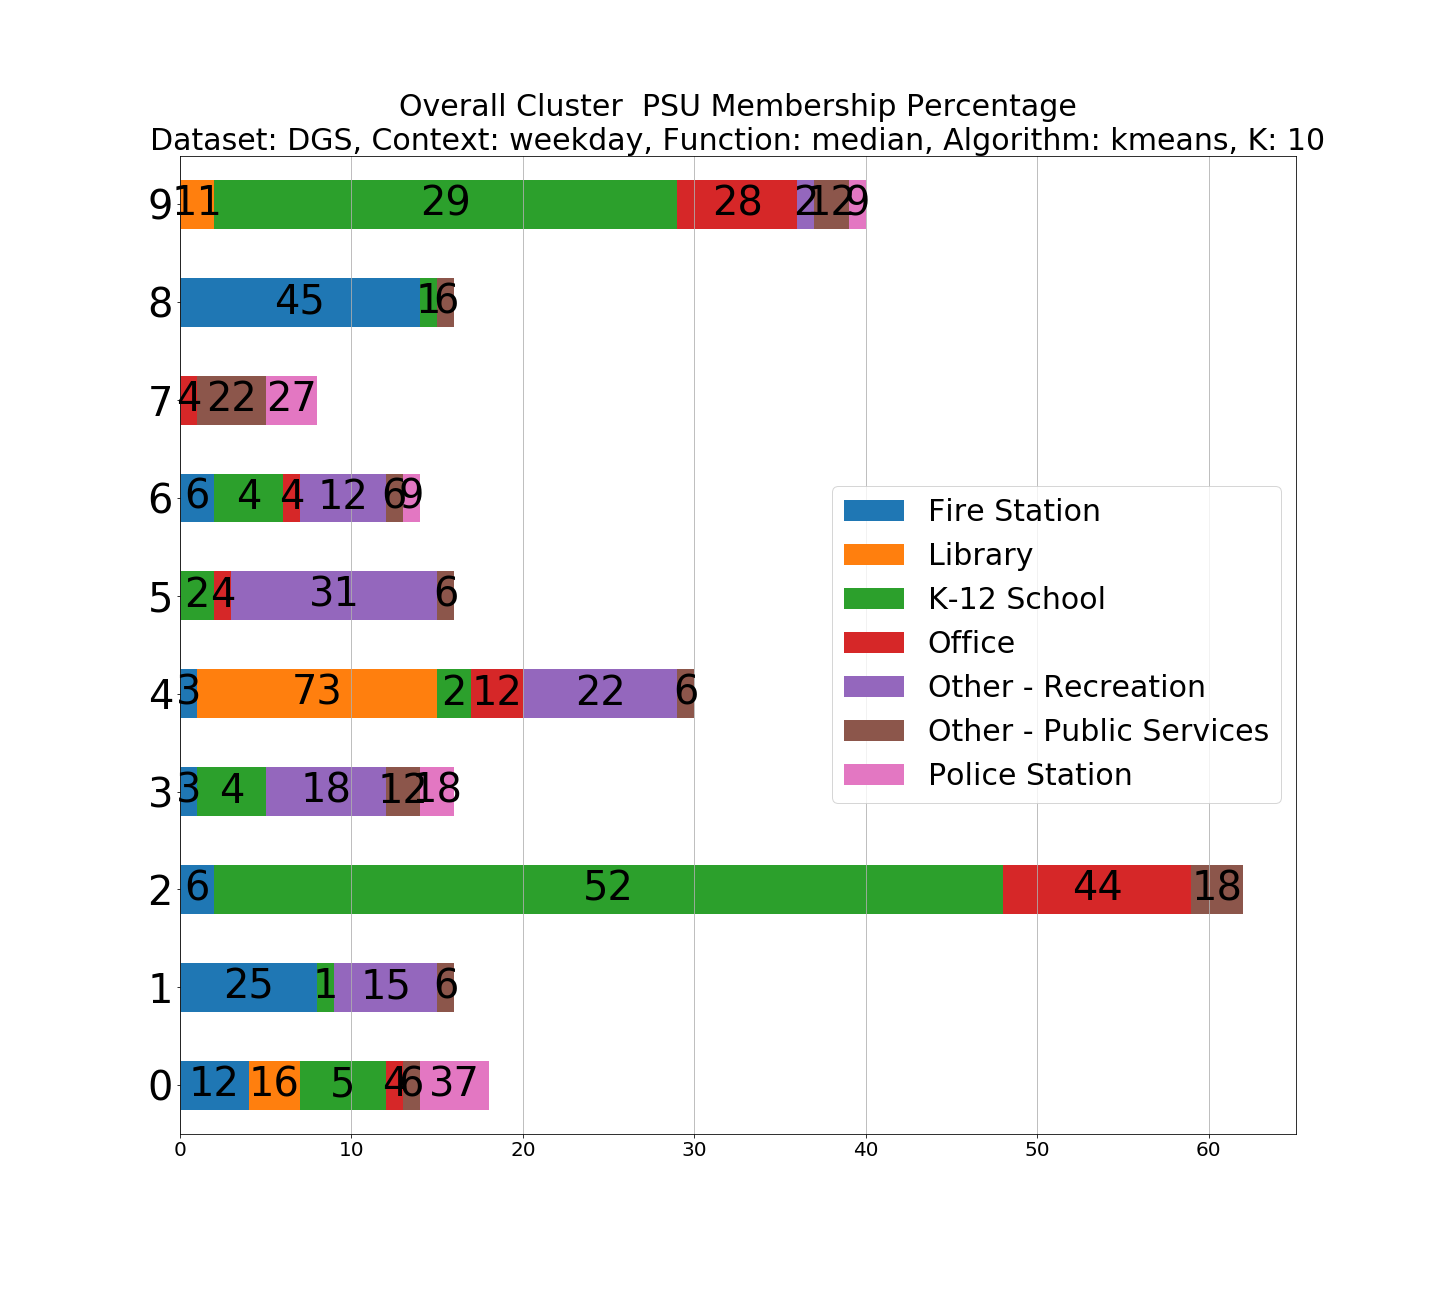 Overall Cluster  PSU Membership Percentage
Dataset: DGS, Context: weekday, Function: median, Algorithm: kmeans, K: 10
9 11 29 28 2 12 9
8 45 1 6
7 4 22 27
6 6 4 4 12 6 9
5 2 4 31 6
4 3 73 2 12 22 6
3 3 4 18 12 18
2 6 52 44 18
1 25 1 15 6
0 12 16 5 4 6 37
0 10 20 30 40 50 60
Fire Station
Library
K-12 School
Office
Other - Recreation
Other - Public Services
Police Station